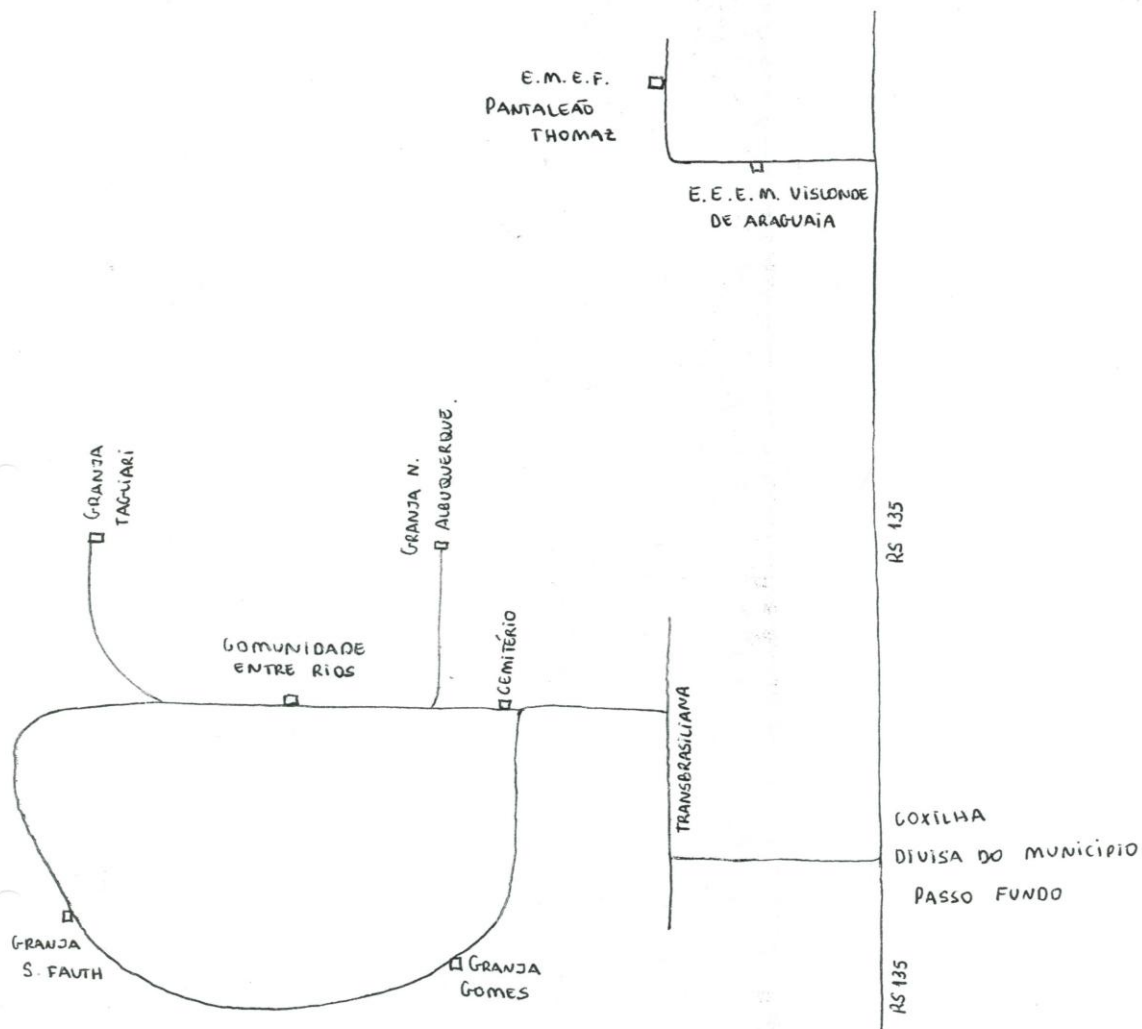 E.M.E.F.
PANTALEÃO
THOMAZ
E.E.E.M. VISCONDE
DE ARAGUAIA
GRANJA
TAGLIARI
GRANJA N.
ALBUQUERQUE.
RS 135
COMUNIDADE
ENTRE RIOS
CEMITÉRIO
TRANSBRASILIANA
COXILHA
DIVISA DO MUNICÍPIO
PASSO FUNDO
GRANJA
S. FAUTH
GRANJA
GOMES
RS 135